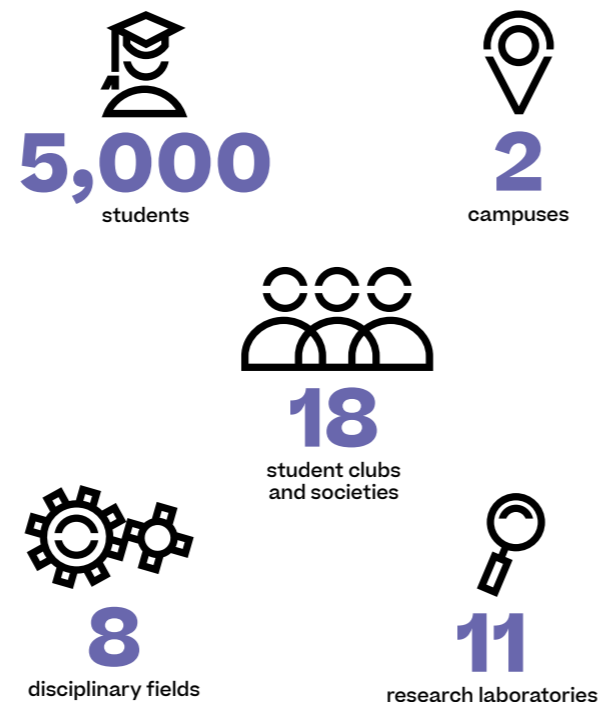 5,000
students
2
campuses
18
student clubs
and societies
8
disciplinary fields
11
research laboratories